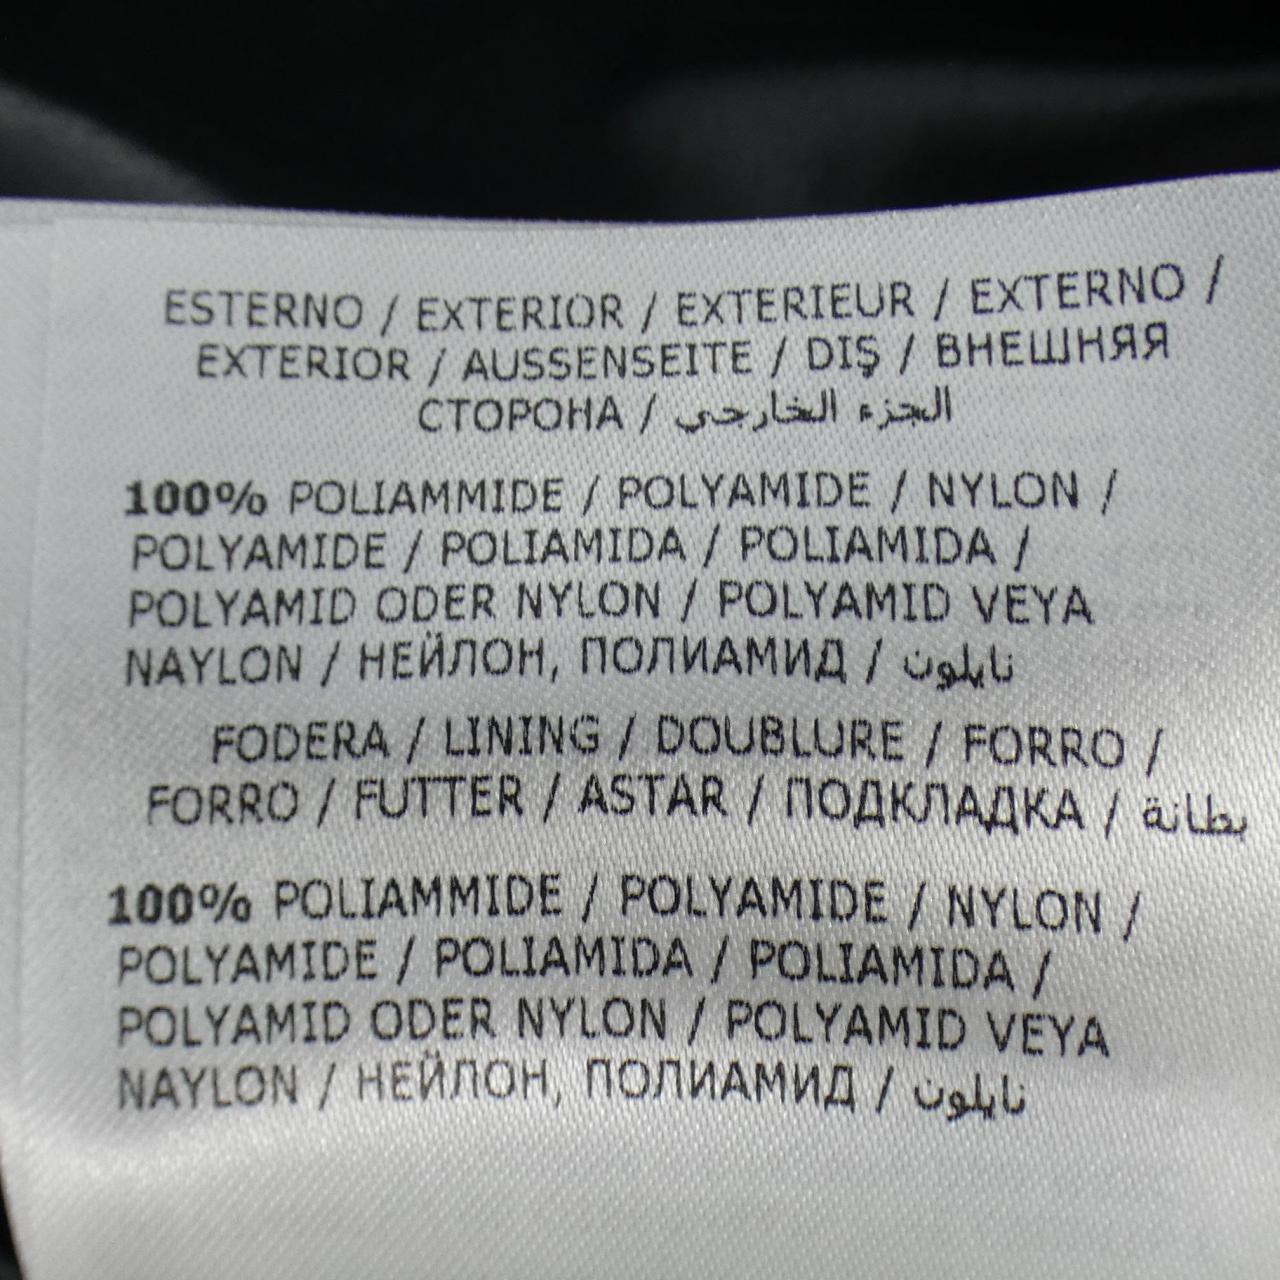 ESTERNO / EXTERIOR / EXTERIEUR / EXTERNO /
EXTERIOR / AUSSENSEITE / DIŞ / ВНЕШНЯЯ
СТОРОНА / الجزء الخارجي
100% POLIAMMIDE / POLYAMIDE / NYLON /
POLYAMIDE / POLIAMIDA / POLIAMIDA /
POLYAMID ODER NYLON / POLYAMID VEYA
NAYLON / НЕЙЛОН, ПОЛИАМИД / نايلون
FODERA / LINING / DOUBLURE / FORRO /
FORRO / FUTTER / ASTAR / ПОДКЛАДКА / بطانة
100% POLIAMMIDE / POLYAMIDE / NYLON /
POLYAMIDE / POLIAMIDA / POLIAMIDA /
POLYAMID ODER NYLON / POLYAMID VEYA
NAYLON / НЕЙЛОН, ПОЛИАМИД / نايلون